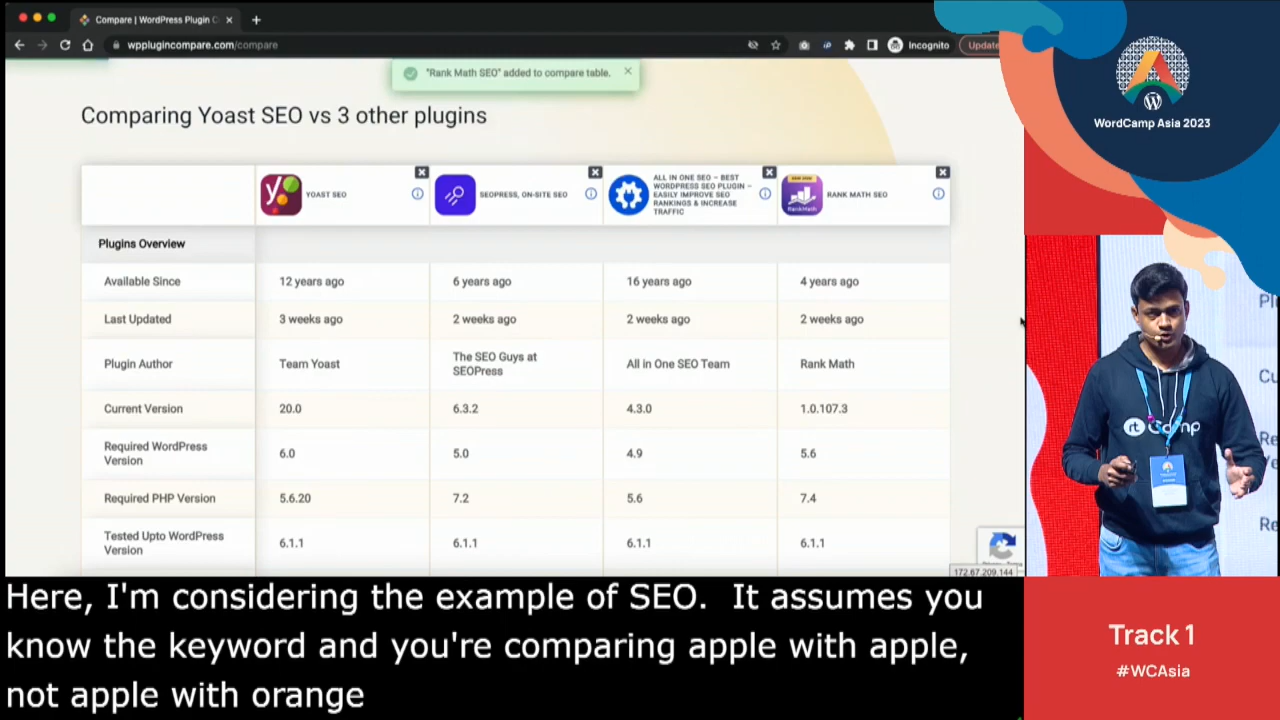 Compare | WordPress Plugin C
wpplugincompare.com/compare
Incognito
Update
"Rank Math SEO" added to compare table.
Comparing Yoast SEO vs 3 other plugins
YOAST SEO
SEOPRESS, ON-SITE SEO
ALL IN ONE SEO – BEST
WORDPRESS SEO PLUGIN –
EASILY IMPROVE SEO
RANKINGS & INCREASE
TRAFFIC
RankMath
RANK MATH SEO
Plugins Overview
Available Since 12 years ago 6 years ago 16 years ago 4 years ago
Last Updated 3 weeks ago 2 weeks ago 2 weeks ago 2 weeks ago
Plugin Author Team Yoast The SEO Guys at SEOPress All in One SEO Team Rank Math
Current Version 20.0 6.3.2 4.3.0 1.0.107.3
Required WordPress Version 6.0 5.0 4.9 5.6
Required PHP Version 5.6.20 7.2 5.6 7.4
Tested Upto WordPress Version 6.1.1 6.1.1 6.1.1 6.1.1
172.67.209.144
WordCamp Asia 2023
Track 1
#WCAsia
Here, I'm considering the example of SEO. It assumes you
know the keyword and you're comparing apple with apple,
not apple with orange